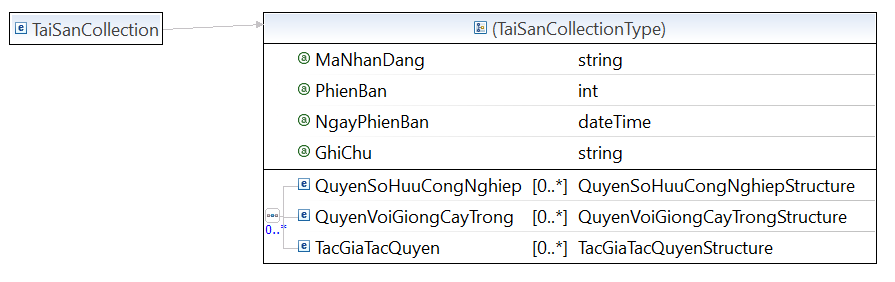 TaiSanCollection
(TaiSanCollectionType)
MaNhanDang string
PhienBan int
NgayPhienBan dateTime
GhiChu string
QuyenSoHuuCongNghiep [0..*] QuyenSoHuuCongNghiepStructure
QuyenVoiGiongCayTrong [0..*] QuyenVoiGiongCayTrongStructure
0..*
TacGiaTacQuyen [0..*] TacGiaTacQuyenStructure